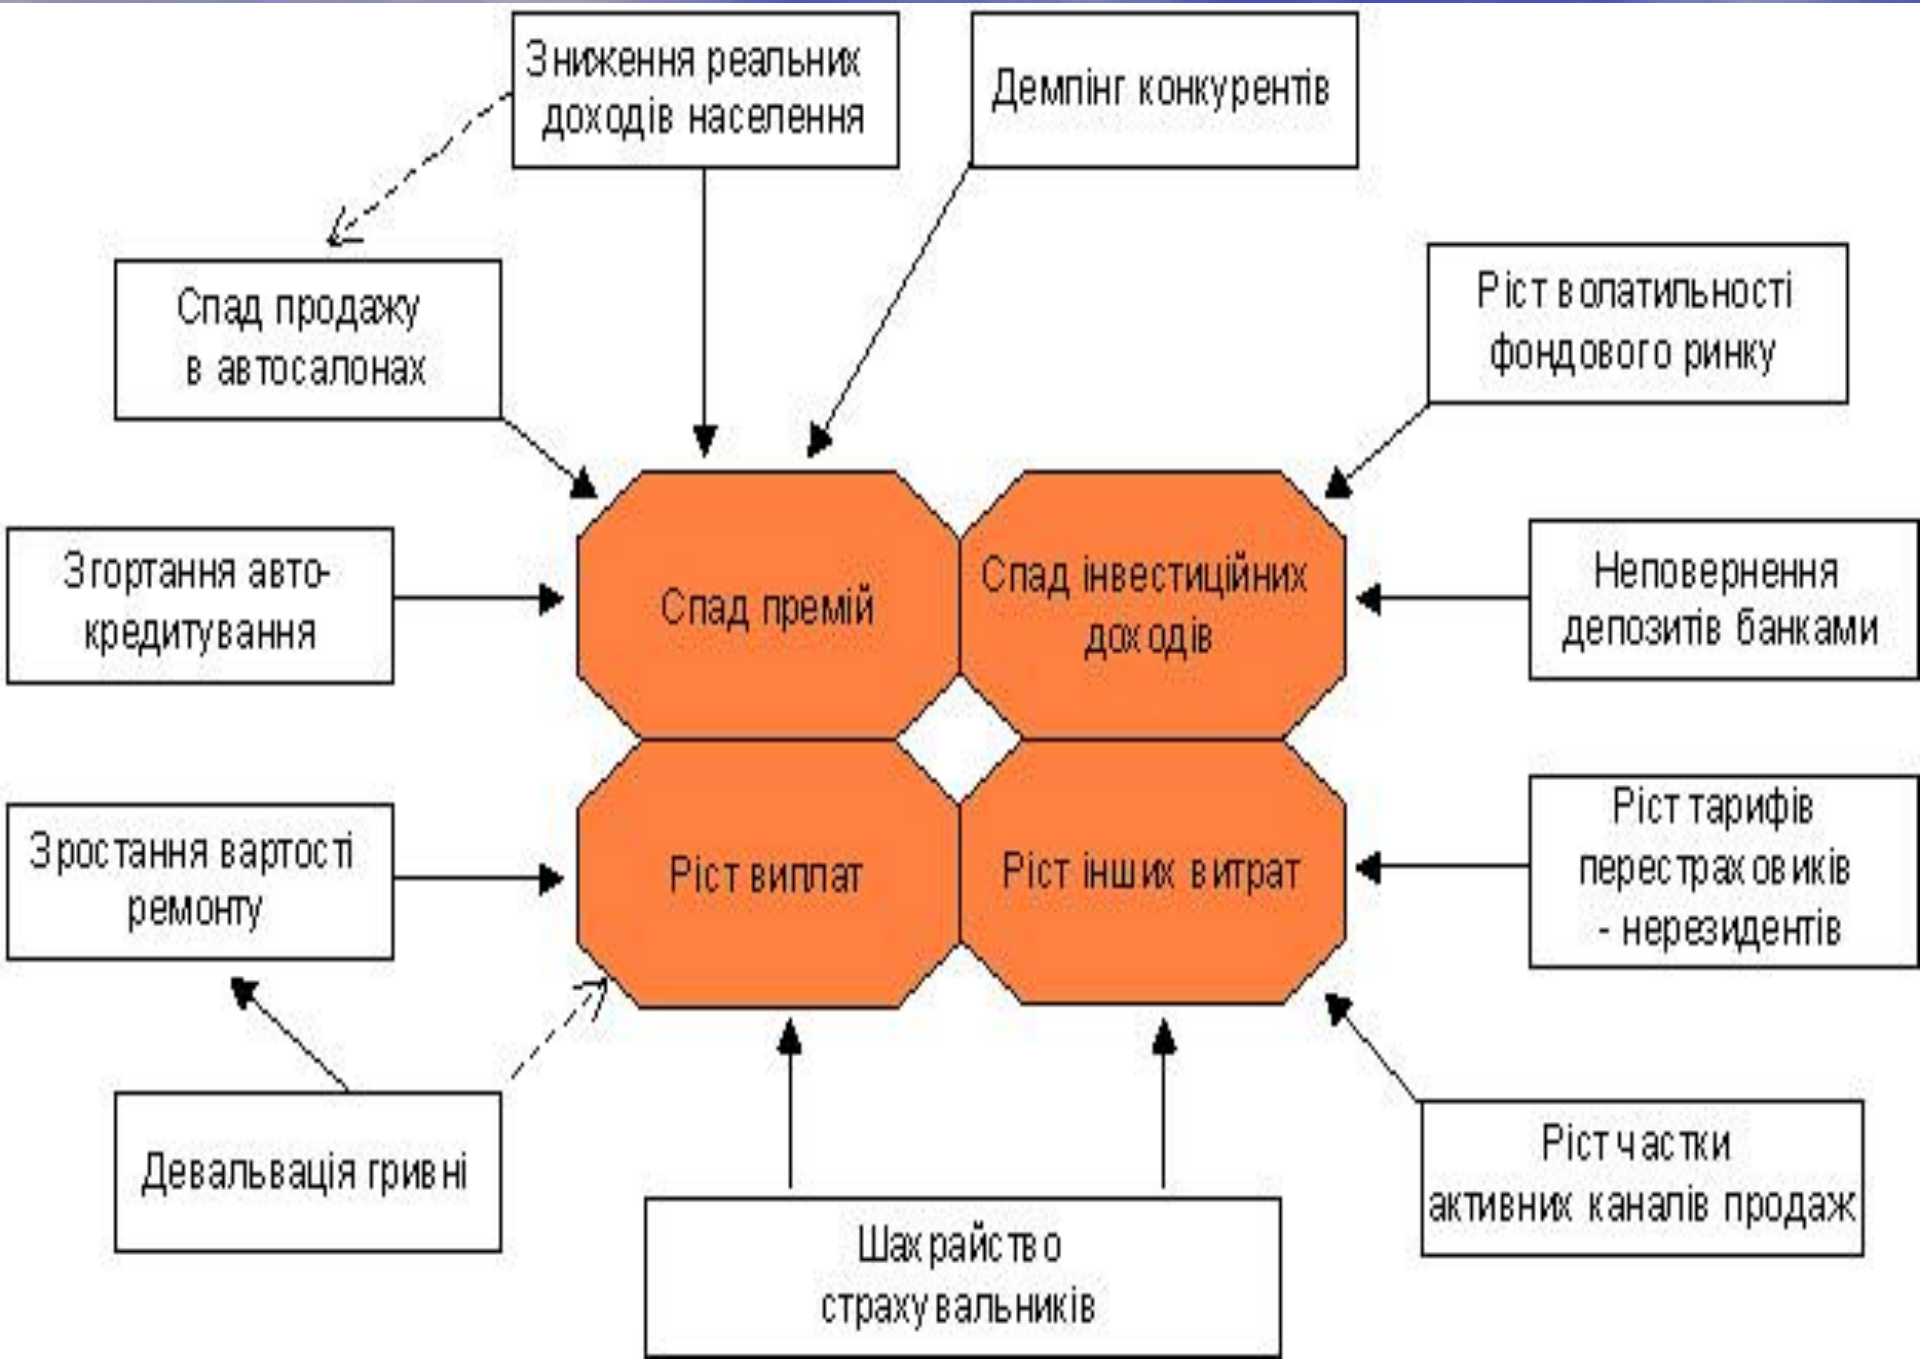 Зниження реальних
доходів населення
Демпінг конкурентів
Спад продажу
в автосалонах
Ріст волатильності
фондового ринку
Згортання авто-
кредитування
Спад премій
Спад інвестиційних
доходів
Неповернення
депозитів банками
Зростання вартості
ремонту
Ріст виплат
Ріст інших витрат
Ріст тарифів
перестраховиків
- нерезидентів
Девальвація гривні
Шахрайство
страхувальників
Ріст частки
активних каналів продаж